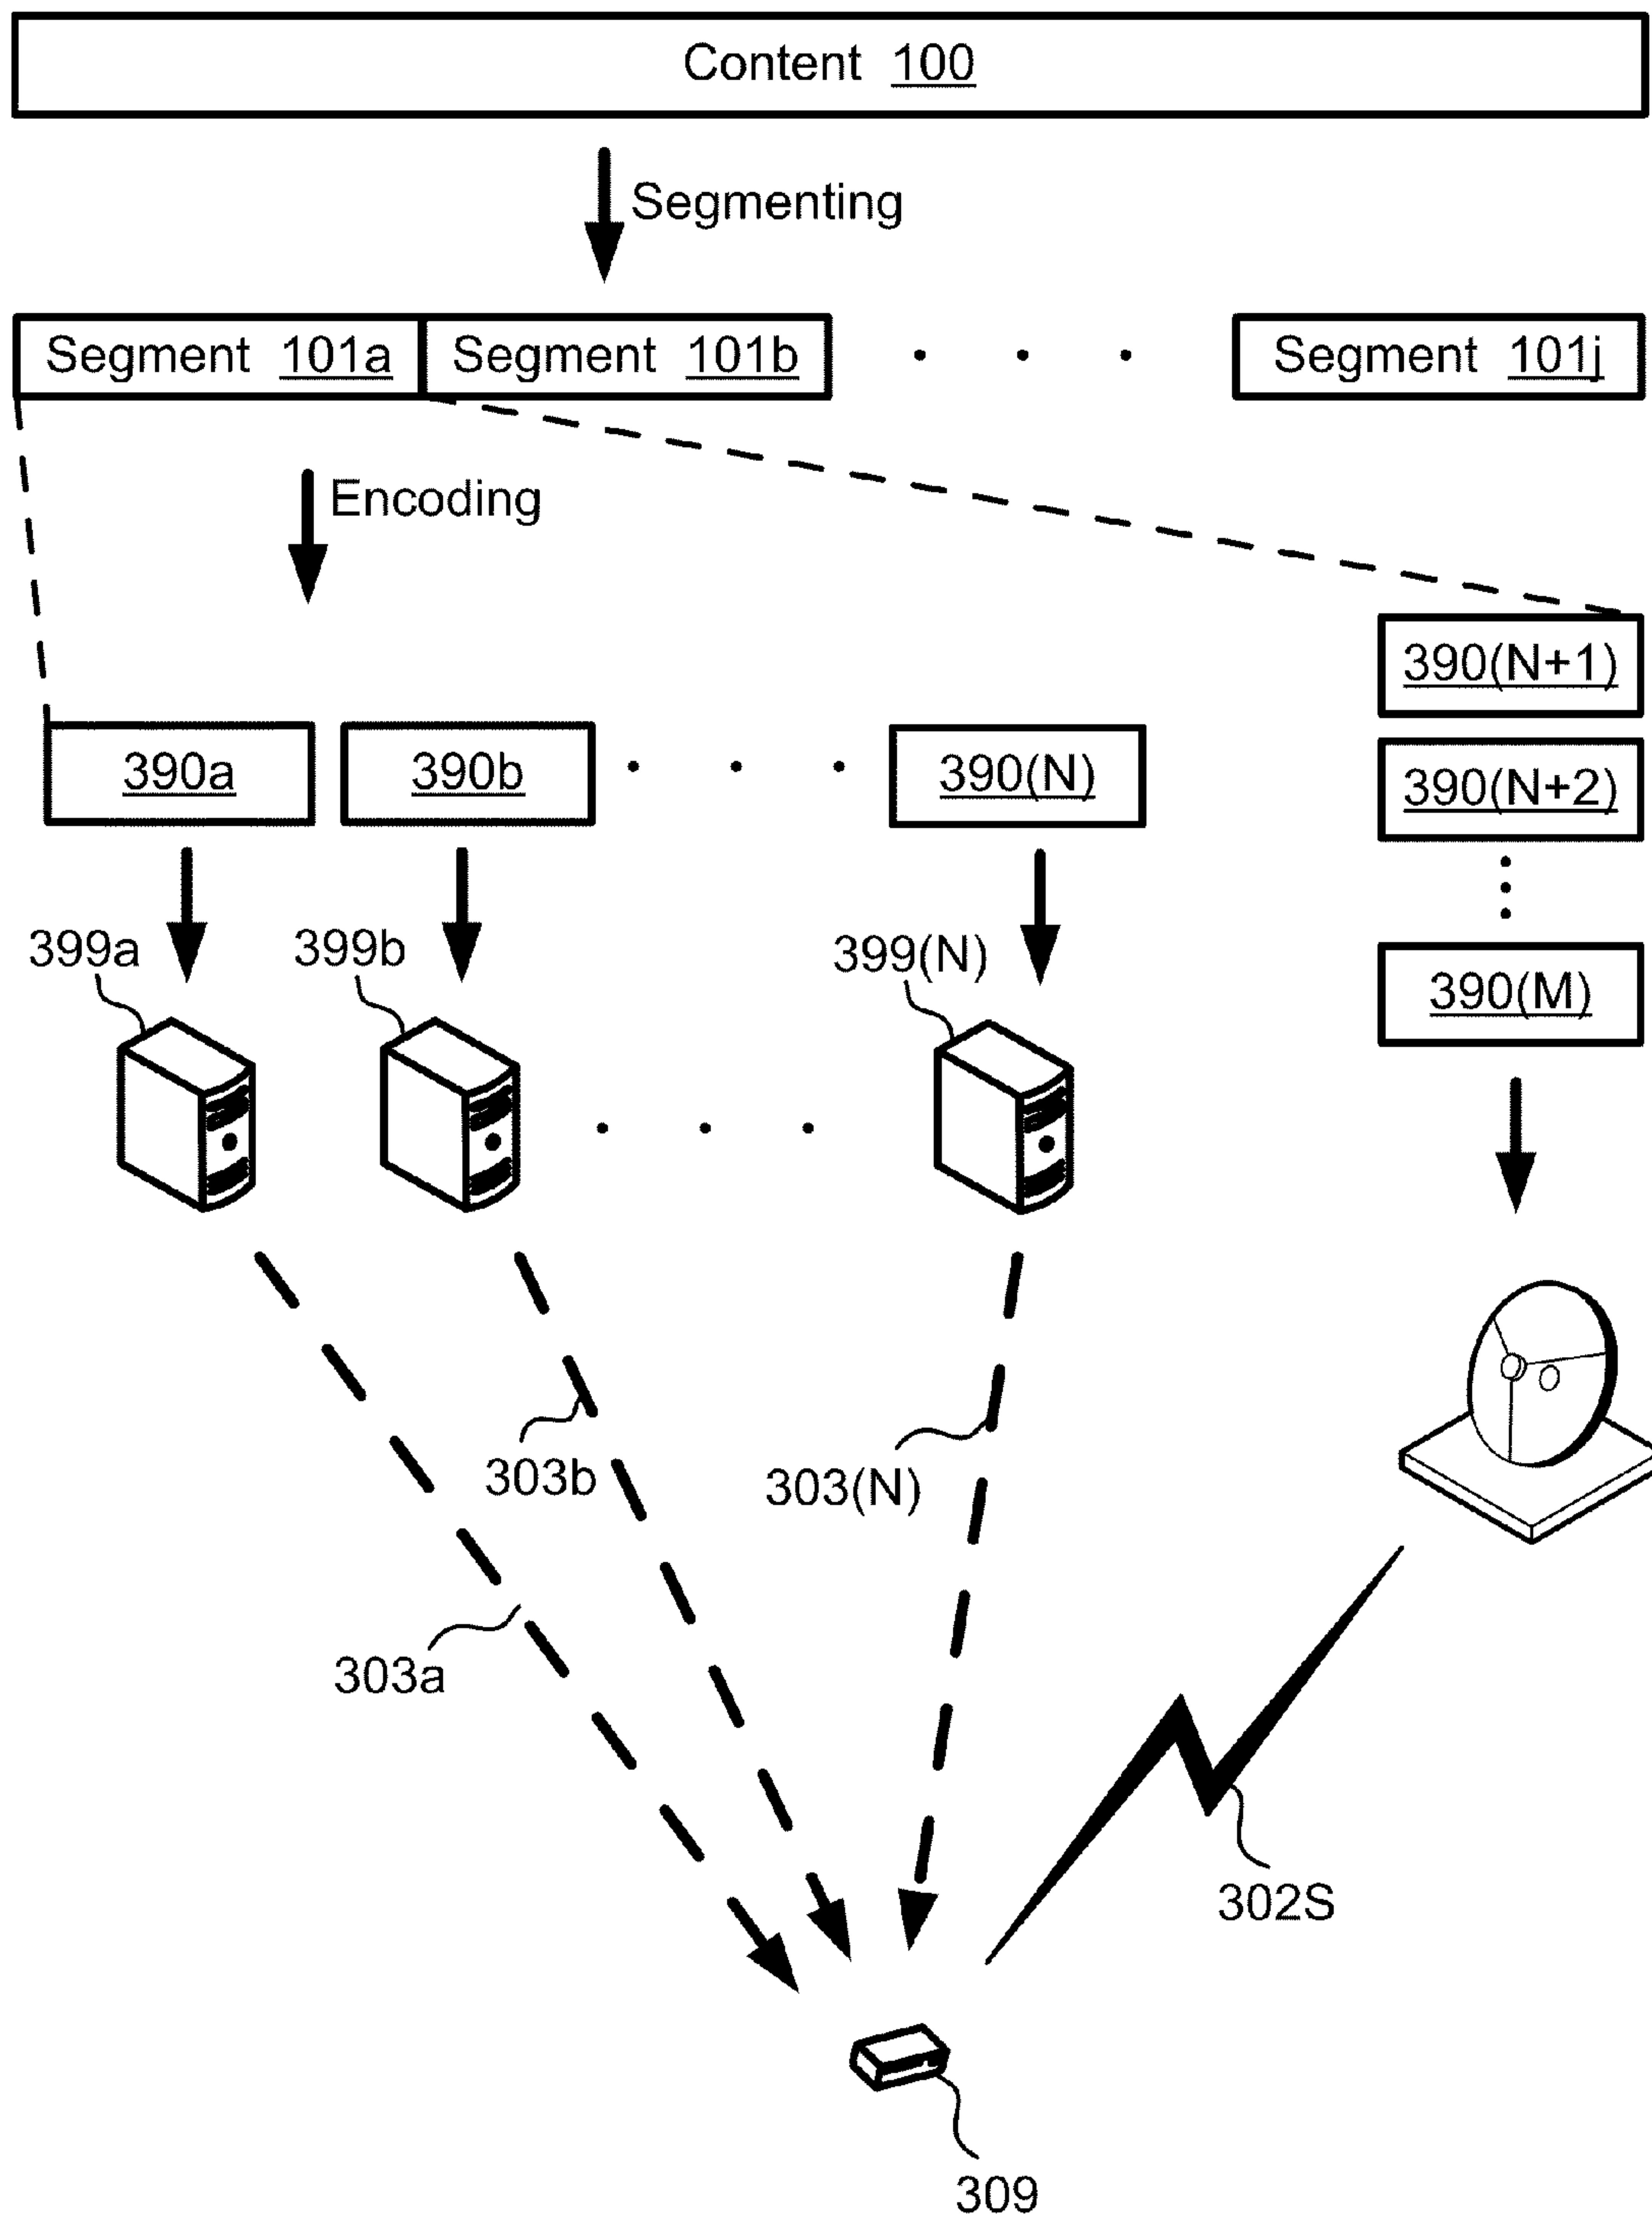 Content 100
Segmenting
Segment 101a Segment 101b . . . Segment 101j
Encoding
390(N+1)
390a 390b . . . 390(N) 390(N+2)
399a 399b 399(N)
390(M)
303b 303(N)
303a
302S
309